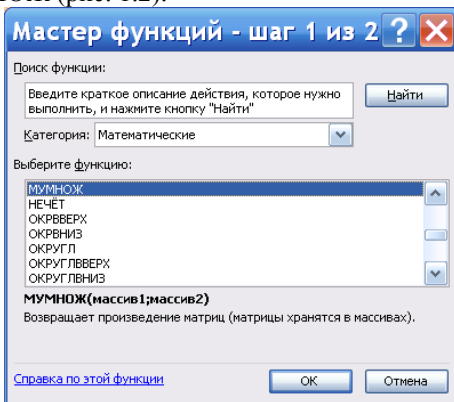 Мастер функций - шаг 1 из 2
Поиск функции:
Введите краткое описание действия, которое нужно
выполнить, и нажмите кнопку "Найти"
Найти
Категория: Математические
Выберите функцию:
МУМНОЖ
НЕЧЁТ
ОКРВВЕРХ
ОКРВНИЗ
ОКРУГЛ
ОКРУГЛВВЕРХ
ОКРУГЛВНИЗ
МУМНОЖ(массив1;массив2)
Возвращает произведение матриц (матрицы хранятся в массивах).
Справка по этой функции
ОК
Отмена